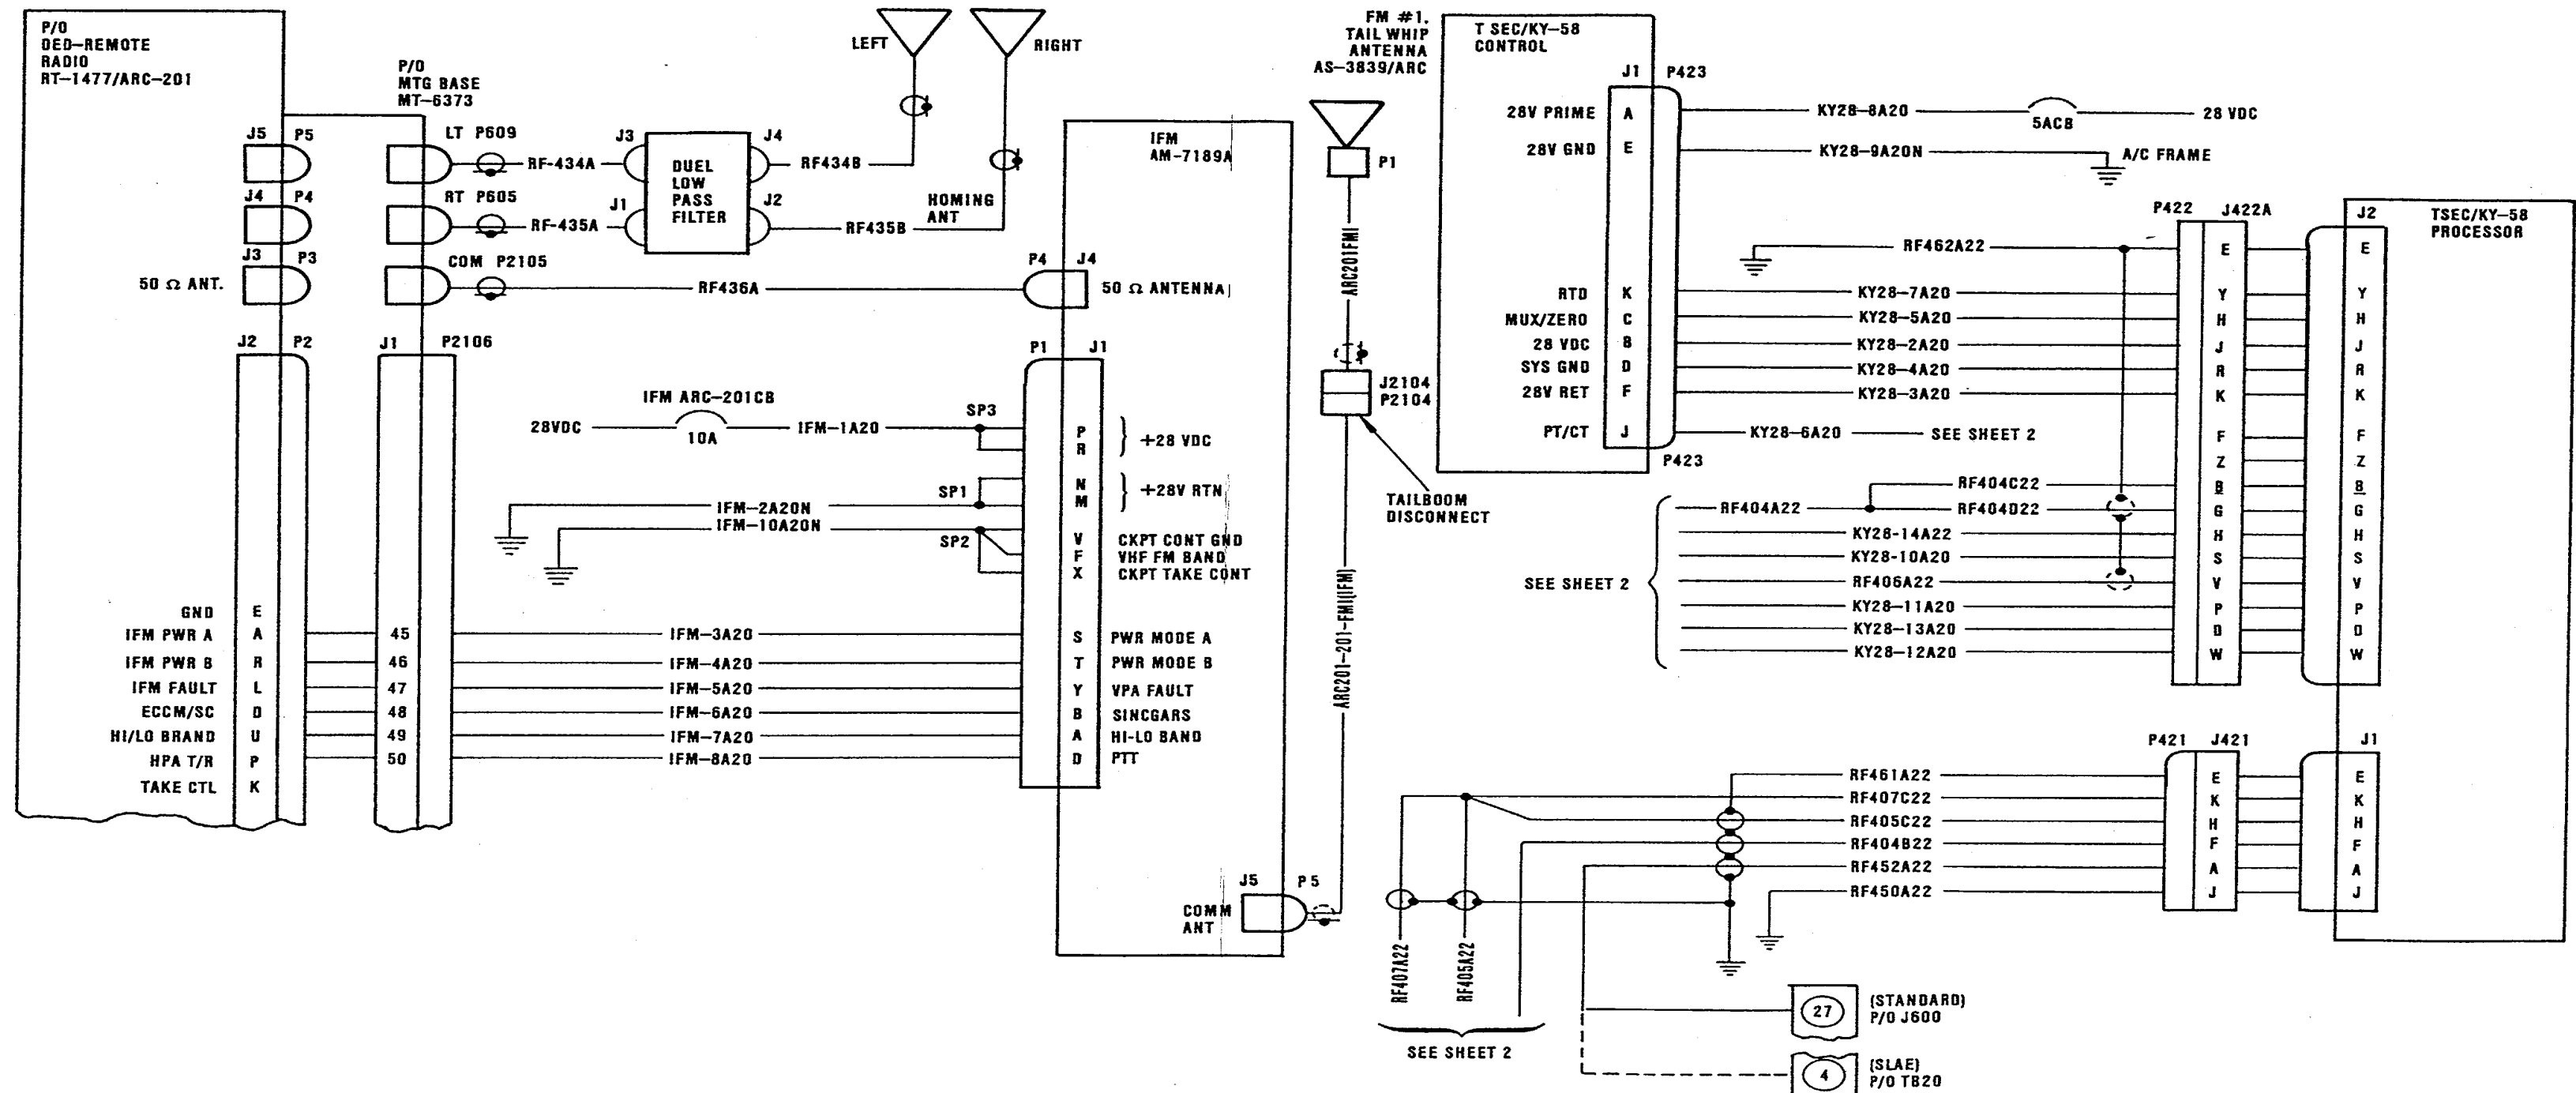 P/O
DED-REMOTE
RADIO
RT-1477/ARC-201
P/O
MTG BASE
MT-6373
J5 P5
LT P609
RF-434A
J3
J4
RF434B
LEFT
RIGHT
DUEL
LOW
PASS
FILTER
J4 P4
RT P605
RF-435A
J1
J2
RF435B
HOMING
ANT
J3 P3
50 Ω ANT.
COM P2105
RF436A
P4 J4
50 Ω ANTENNA
IFM
AM-7189A
J2 P2
J1 P2106
P1 J1
IFM ARC-201CB
28VDC
10A
IFM-1A20
SP3
P
R
+28 VDC
SP1
N
M
+28V RTN
IFM-2A20N
IFM-10A20N
SP2
V CKPT CONT GND
F VHF FM BAND
X CKPT TAKE CONT
GND E
IFM PWR A A 45 IFM-3A20 S PWR MODE A
IFM PWR B R 46 IFM-4A20 T PWR MODE B
IFM FAULT L 47 IFM-5A20 Y VPA FAULT
ECCM/SC D 48 IFM-6A20 B SINCGARS
HI/LO BRAND U 49 IFM-7A20 A HI-LO BAND
HPA T/R P 50 IFM-8A20 D PTT
TAKE CTL K
J5 P5
COMM
ANT
FM #1.
TAIL WHIP
ANTENNA
AS-3839/ARC
P1
ARC201FMI
J2104
P2104
TAILBOOM
DISCONNECT
ARC201-201-FMI(IFM)
T SEC/KY-58
CONTROL
J1 P423
28V PRIME A KY28-8A20 5ACB 28 VDC
28V GND E KY28-9A20N A/C FRAME
RTD K KY28-7A20
MUX/ZERO C KY28-5A20
28 VDC B KY28-2A20
SYS GND D KY28-4A20
28V RET F KY28-3A20
PT/CT J KY28-6A20 SEE SHEET 2
P423
P422 J422A J2
TSEC/KY-58
PROCESSOR
RF462A22 E E
Y Y
H H
J J
R R
K K
F F
Z Z
RF404C22 B B
RF404A22 RF404D22 G G
KY28-14A22 H H
KY28-10A20 S S
SEE SHEET 2
RF406A22 V V
KY28-11A20 P P
KY28-13A20 D D
KY28-12A20 W W
P421 J421 J1
RF461A22 E E
RF407C22 K K
RF405C22 H H
RF404B22 F F
RF452A22 A A
RF450A22 J J
RF407A22
RF405A22
SEE SHEET 2
27
(STANDARD)
P/O J600
4
(SLAE)
P/O TB20